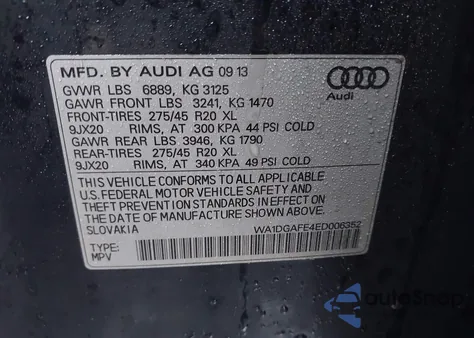 MFD. BY AUDI AG 09 13
GVWR LBS 6889, KG 3125
GAWR FRONT LBS 3241, KG 1470
FRONT-TIRES 275/45 R20 XL
9JX20 RIMS, AT 300 KPA 44 PSI COLD
GAWR REAR LBS 3946, KG 1790
REAR-TIRES 275/45 R20 XL
9JX20 RIMS, AT 340 KPA 49 PSI COLD
THIS VEHICLE CONFORMS TO ALL APPLICABLE
U.S. FEDERAL MOTOR VEHICLE SAFETY AND
THEFT PREVENTION STANDARDS IN EFFECT ON
THE DATE OF MANUFACTURE SHOWN ABOVE.
SLOVAKIA
WA1DGAFE4ED006352
TYPE:
MPV
Audi
autoSnap